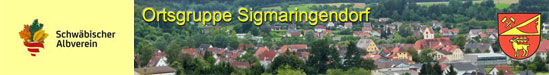 Ortsgruppe Sigmaringendorf
Schwäbischer
Albverein